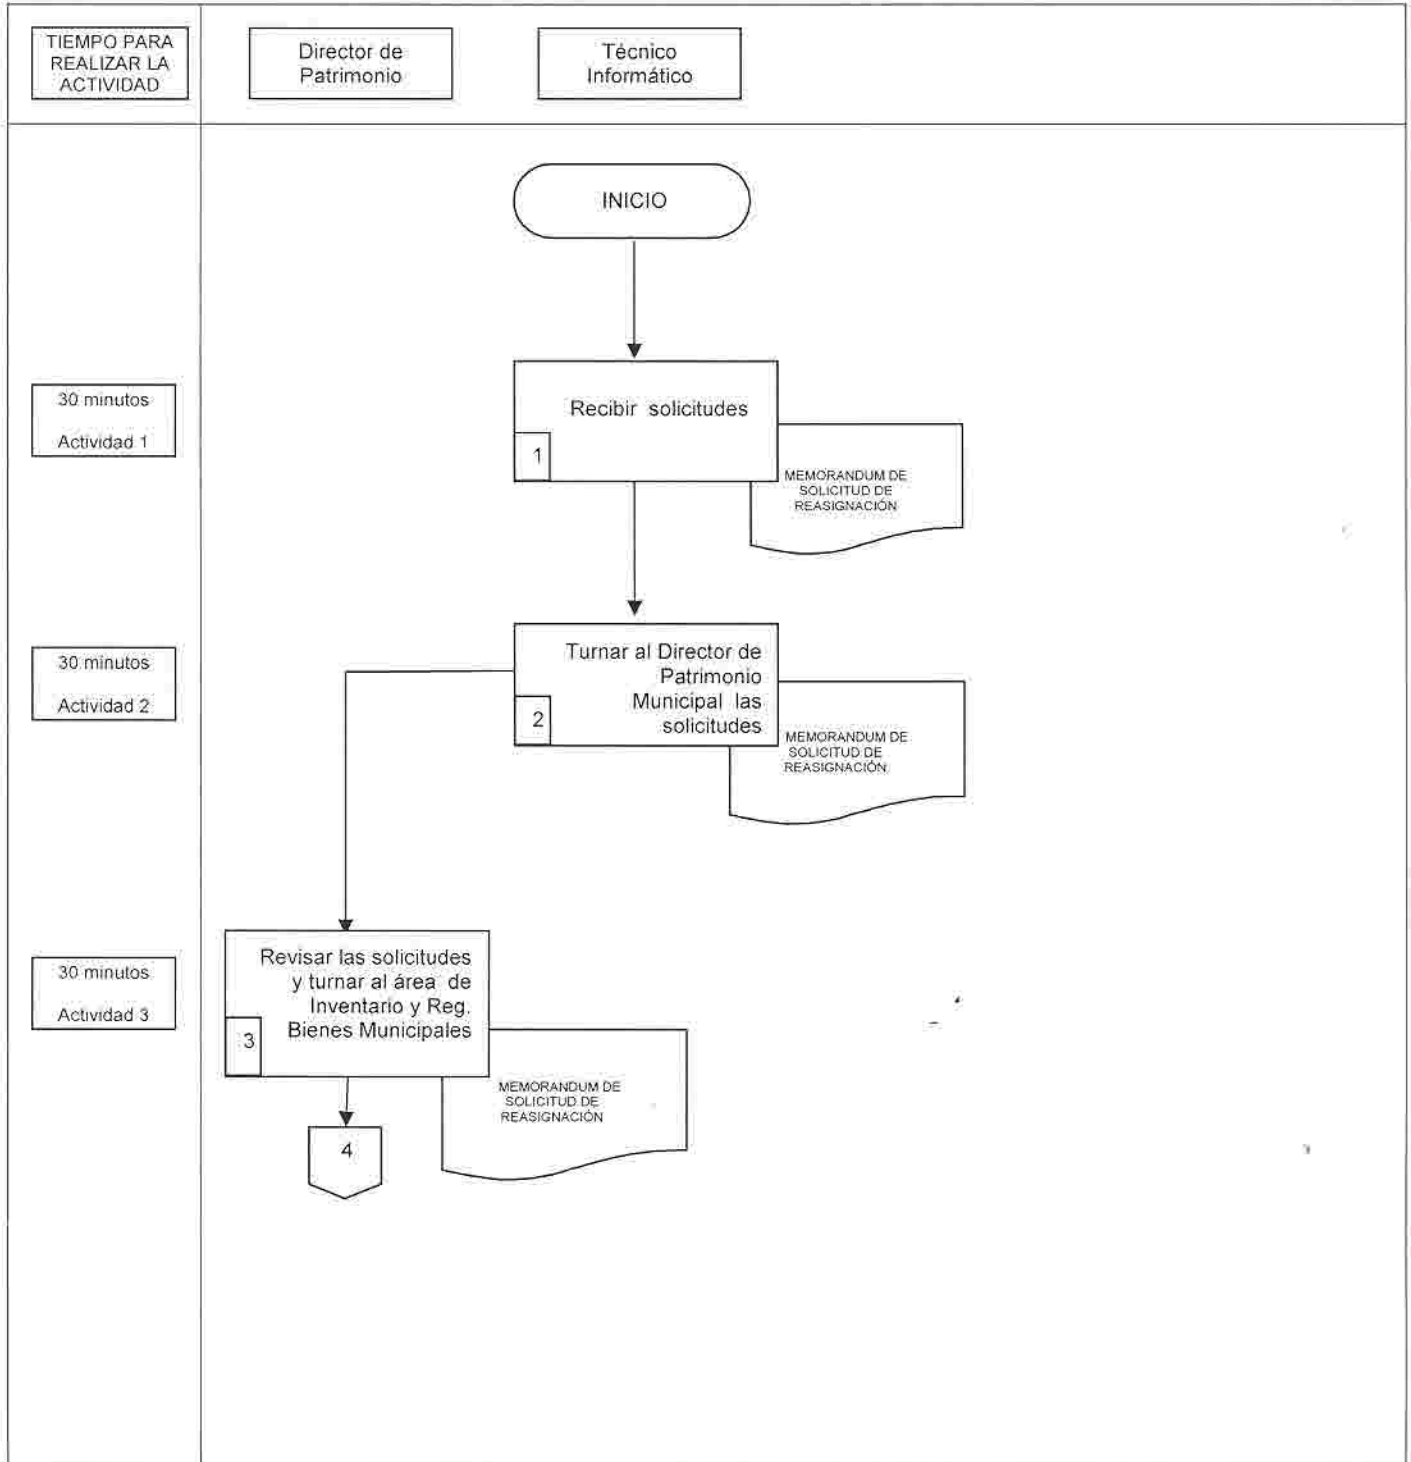 TIEMPO PARA
REALIZAR LA
ACTIVIDAD
Director de
Patrimonio
Técnico
Informático
INICIO
30 minutos
Actividad 1
Recibir solicitudes
1
MEMORANDUM DE
SOLICITUD DE
REASIGNACIÓN
30 minutos
Actividad 2
Turnar al Director de
Patrimonio
Municipal las
solicitudes
2
MEMORANDUM DE
SOLICITUD DE
REASIGNACIÓN
30 minutos
Actividad 3
Revisar las solicitudes
y turnar al área de
Inventario y Reg.
Bienes Municipales
3
MEMORANDUM DE
SOLICITUD DE
REASIGNACIÓN
4